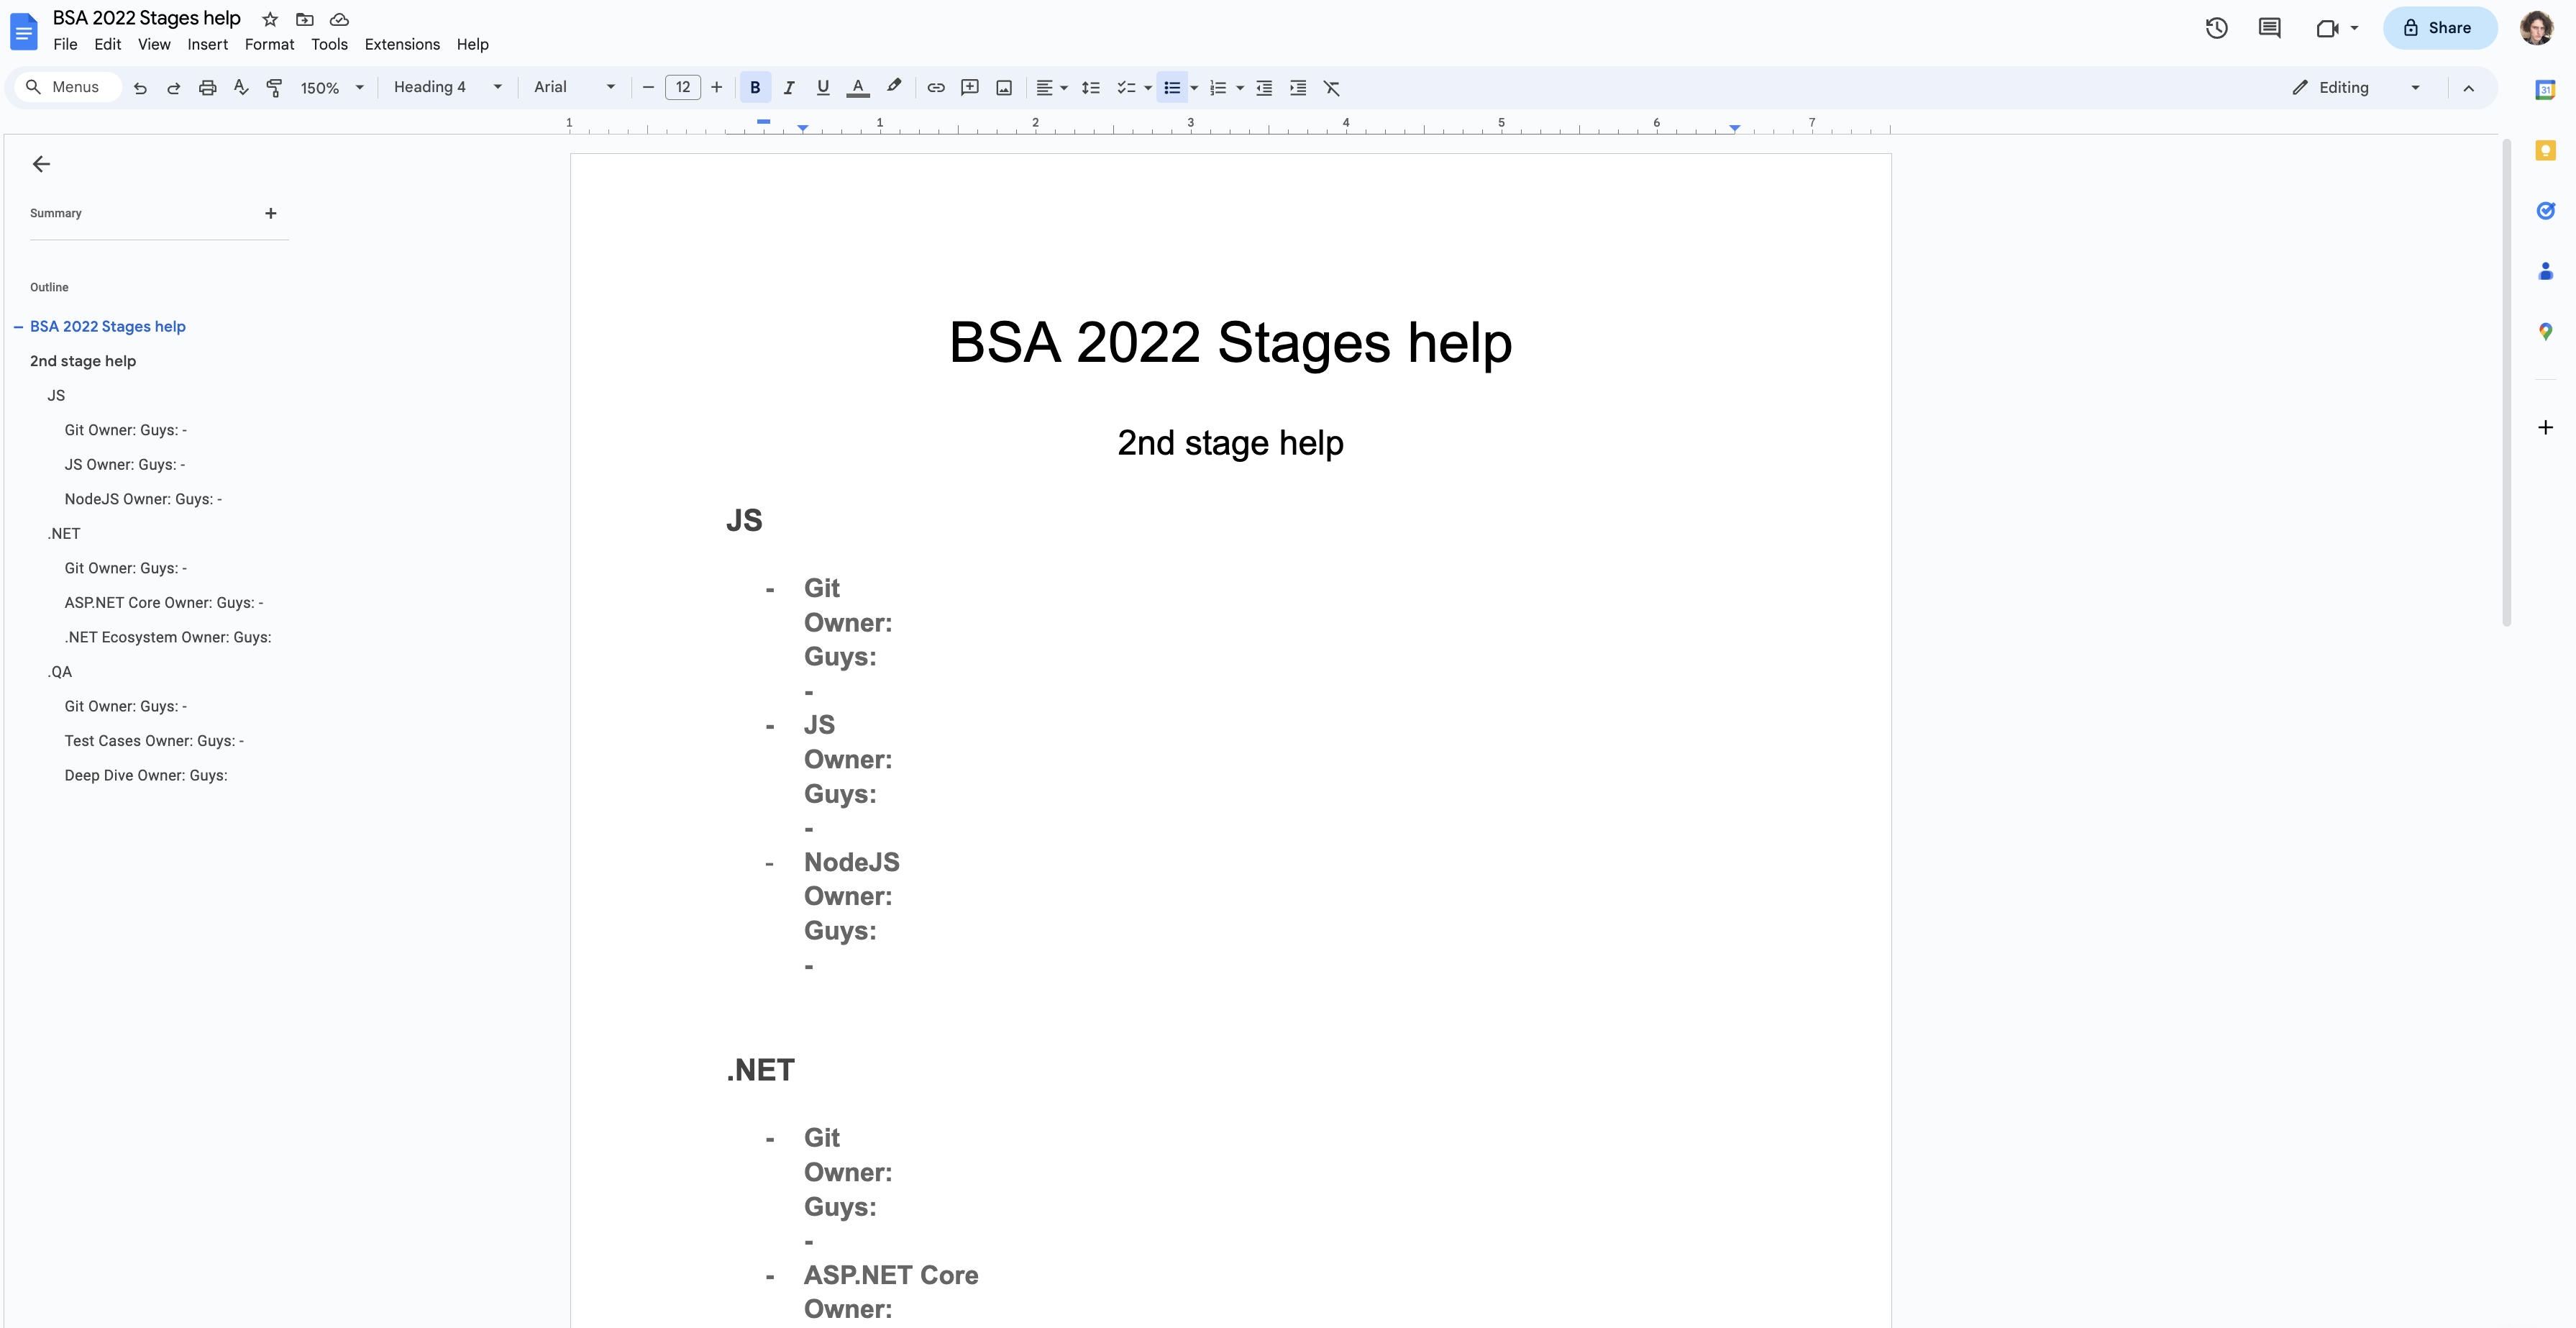 BSA 2022 Stages help
File Edit View Insert Format Tools Extensions Help
Share
Menus 150% Heading 4 Arial 12 B I U A Editing
1 1 2 3 4 5 6 7
31
Summary
Outline
BSA 2022 Stages help
2nd stage help
JS
Git Owner: Guys: -
JS Owner: Guys: -
NodeJS Owner: Guys: -
.NET
Git Owner: Guys: -
ASP.NET Core Owner: Guys: -
.NET Ecosystem Owner: Guys:
.QA
Git Owner: Guys: -
Test Cases Owner: Guys: -
Deep Dive Owner: Guys:
BSA 2022 Stages help
2nd stage help
JS
- Git
Owner:
Guys:
-
- JS
Owner:
Guys:
-
- NodeJS
Owner:
Guys:
-
.NET
- Git
Owner:
Guys:
-
- ASP.NET Core
Owner: